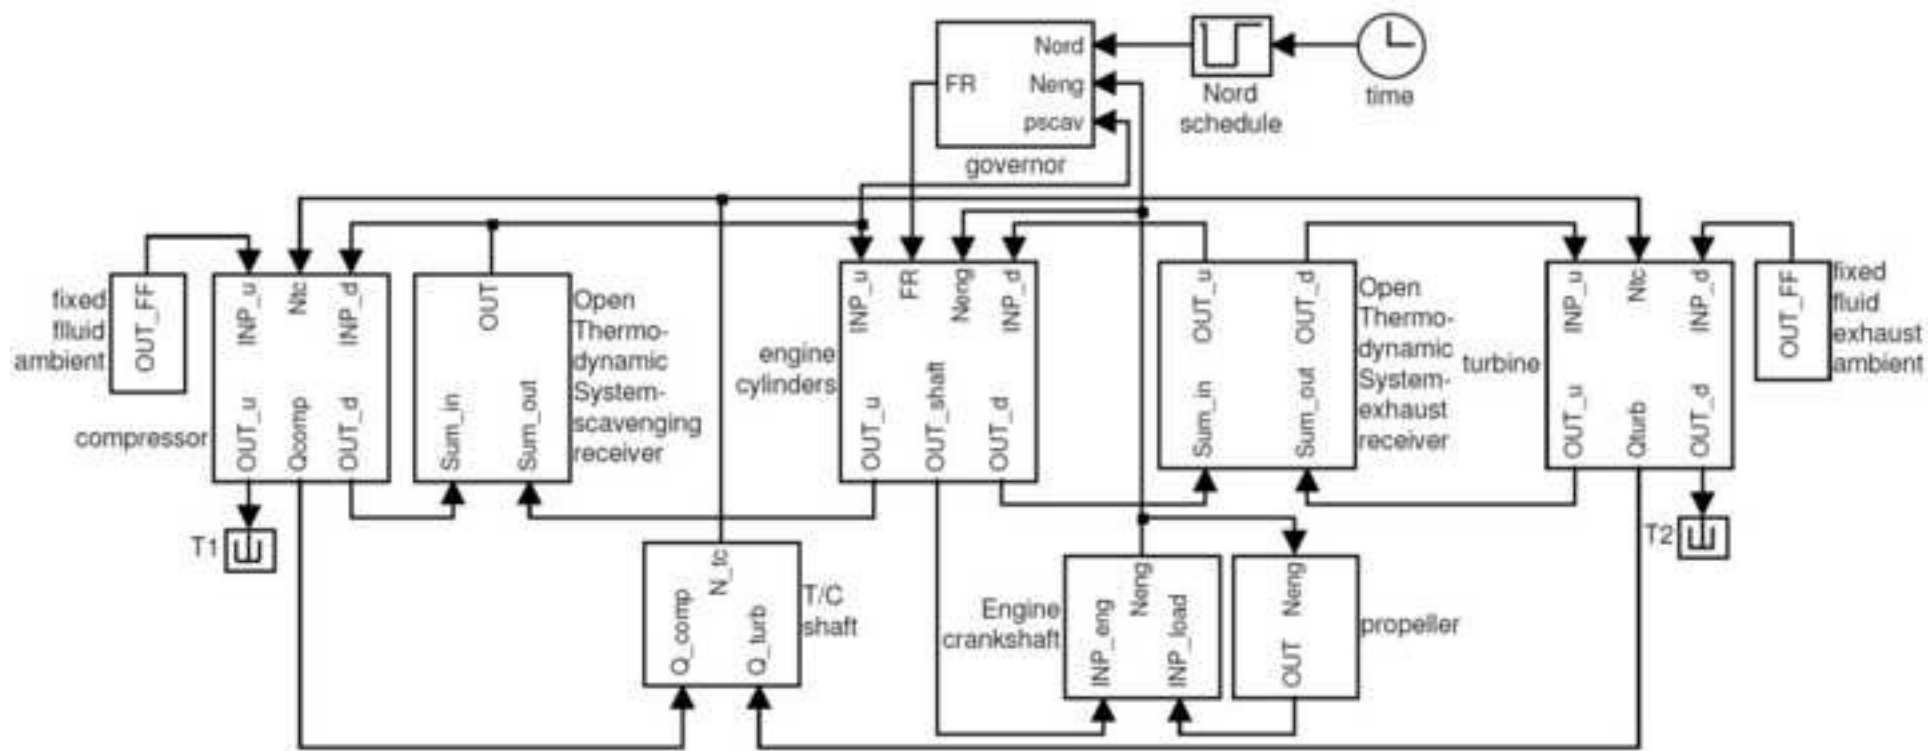 Nord
Neng
pscav
FR
governor
Nord
schedule
time
fixed
flluid
ambient
OUT_FF
INP_u
Ntc
INP_d
OUT_u
Qcomp
OUT_d
compressor
T1
OUT
Sum_in
Sum_out
Open
Thermo-
dynamic
System-
scavenging
receiver
engine
cylinders
INP_u
FR
Neng
INP_d
OUT_u
OUT_shaft
OUT_d
OUT_u
OUT_d
Sum_in
Sum_out
Open
Thermo-
dynamic
System-
exhaust
receiver
turbine
INP_u
Ntc
INP_d
OUT_u
Qturb
OUT_d
T2
OUT_FF
fixed
fluid
exhaust
ambient
N_tc
Q_comp
Q_turb
T/C
shaft
Engine
crankshaft
Neng
INP_eng
INP_load
Neng
OUT
propeller